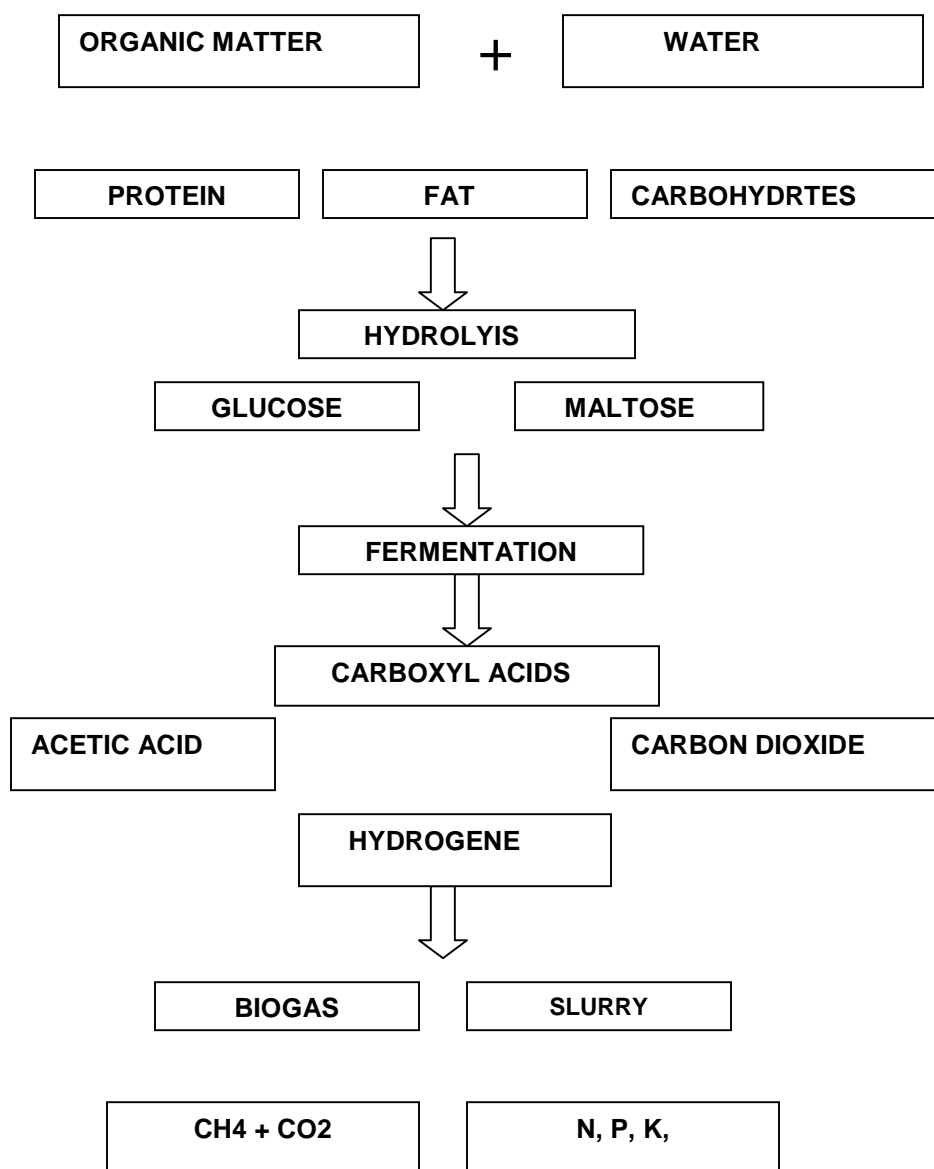 ORGANIC MATTER + WATER
PROTEIN FAT CARBOHYDRTES
HYDROLYIS
GLUCOSE MALTOSE
FERMENTATION
CARBOXYL ACIDS
ACETIC ACID CARBON DIOXIDE
HYDROGENE
BIOGAS SLURRY
CH4 + CO2 N, P, K,